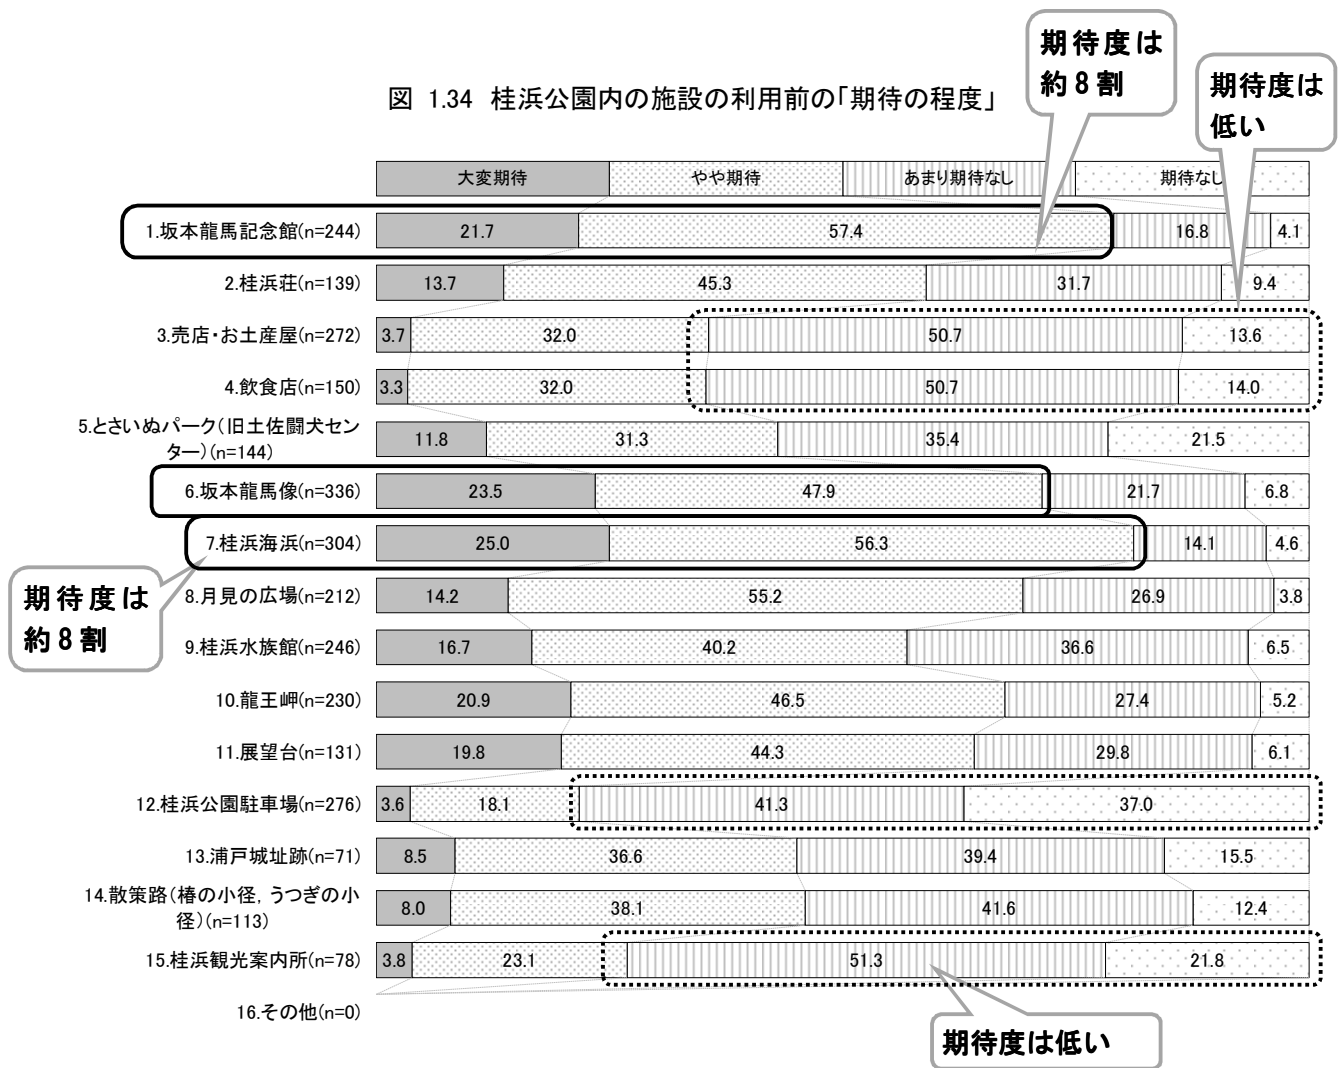 期待度は
約8割
期待度は
低い
図 1.34 桂浜公園内の施設の利用前の「期待の程度」
大変期待 やや期待 あまり期待なし 期待なし
1.坂本龍馬記念館(n=244) 21.7 57.4 16.8 4.1
2.桂浜荘(n=139) 13.7 45.3 31.7 9.4
3.売店・お土産屋(n=272) 3.7 32.0 50.7 13.6
4.飲食店(n=150) 3.3 32.0 50.7 14.0
5.とさいぬパーク(旧土佐闘犬セン
ター)(n=144) 11.8 31.3 35.4 21.5
6.坂本龍馬像(n=336) 23.5 47.9 21.7 6.8
7.桂浜海浜(n=304) 25.0 56.3 14.1 4.6
期待度は
約8割
8.月見の広場(n=212) 14.2 55.2 26.9 3.8
9.桂浜水族館(n=246) 16.7 40.2 36.6 6.5
10.龍王岬(n=230) 20.9 46.5 27.4 5.2
11.展望台(n=131) 19.8 44.3 29.8 6.1
12.桂浜公園駐車場(n=276) 3.6 18.1 41.3 37.0
13.浦戸城址跡(n=71) 8.5 36.6 39.4 15.5
14.散策路(椿の小径，うつぎの小
径)(n=113) 8.0 38.1 41.6 12.4
15.桂浜観光案内所(n=78) 3.8 23.1 51.3 21.8
16.その他(n=0)
期待度は低い